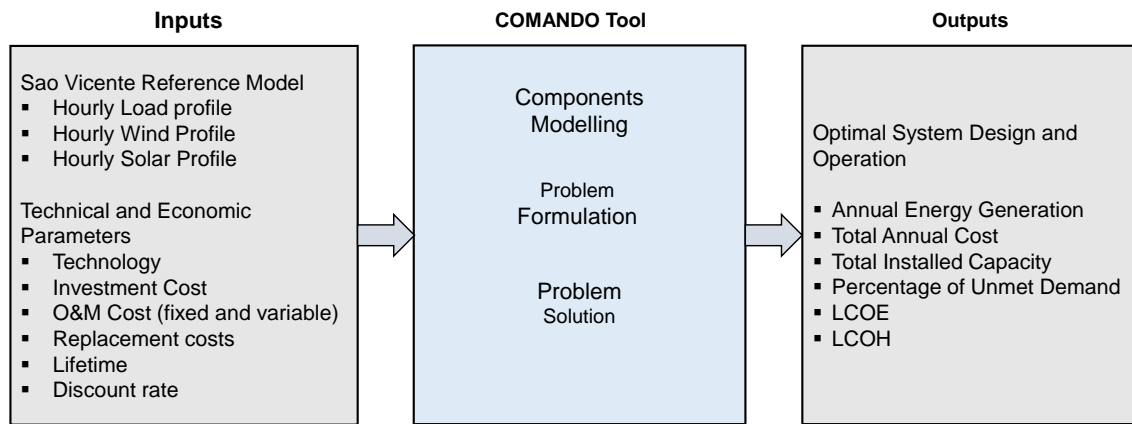 Inputs
Sao Vicente Reference Model
▪ Hourly Load profile
▪ Hourly Wind Profile
▪ Hourly Solar Profile
Technical and Economic
Parameters
▪ Technology
▪ Investment Cost
▪ O&M Cost (fixed and variable)
▪ Replacement costs
▪ Lifetime
▪ Discount rate
COMANDO Tool
Components
Modelling
Problem
Formulation
Problem
Solution
Outputs
Optimal System Design and
Operation
▪ Annual Energy Generation
▪ Total Annual Cost
▪ Total Installed Capacity
▪ Percentage of Unmet Demand
▪ LCOE
▪ LCOH